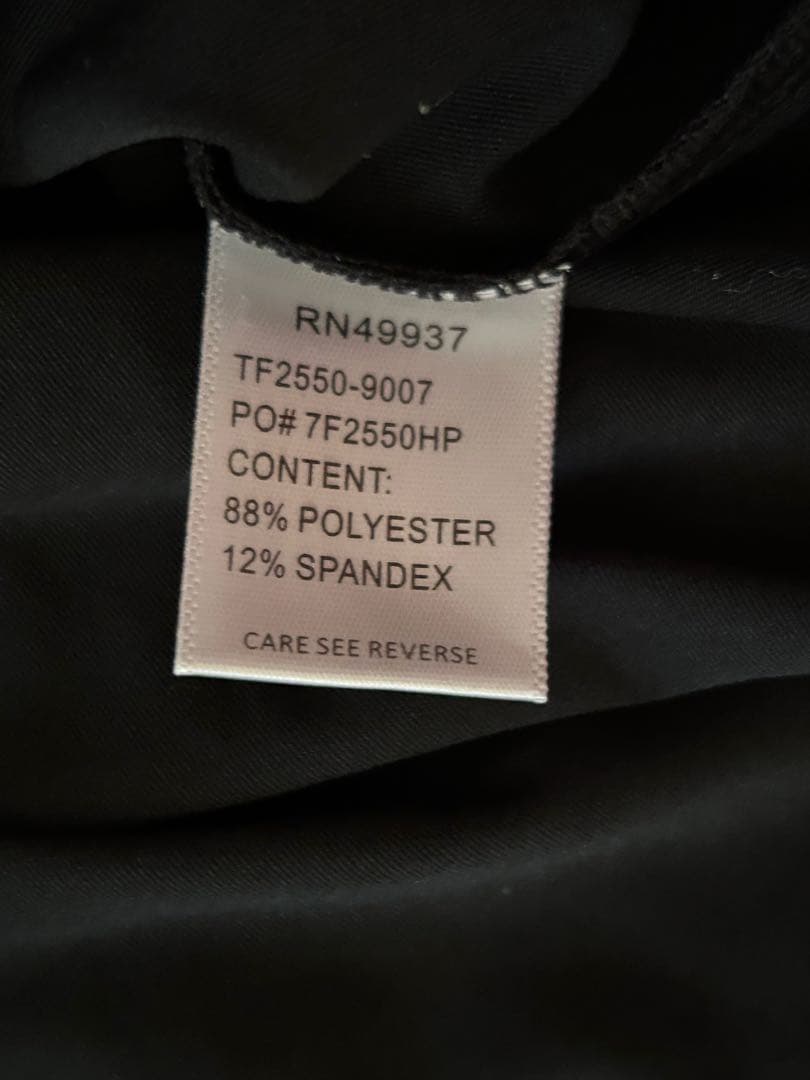 RN49937
TF2550-9007
PO# 7F2550HP
CONTENT:
88% POLYESTER
12% SPANDEX
CARE SEE REVERSE